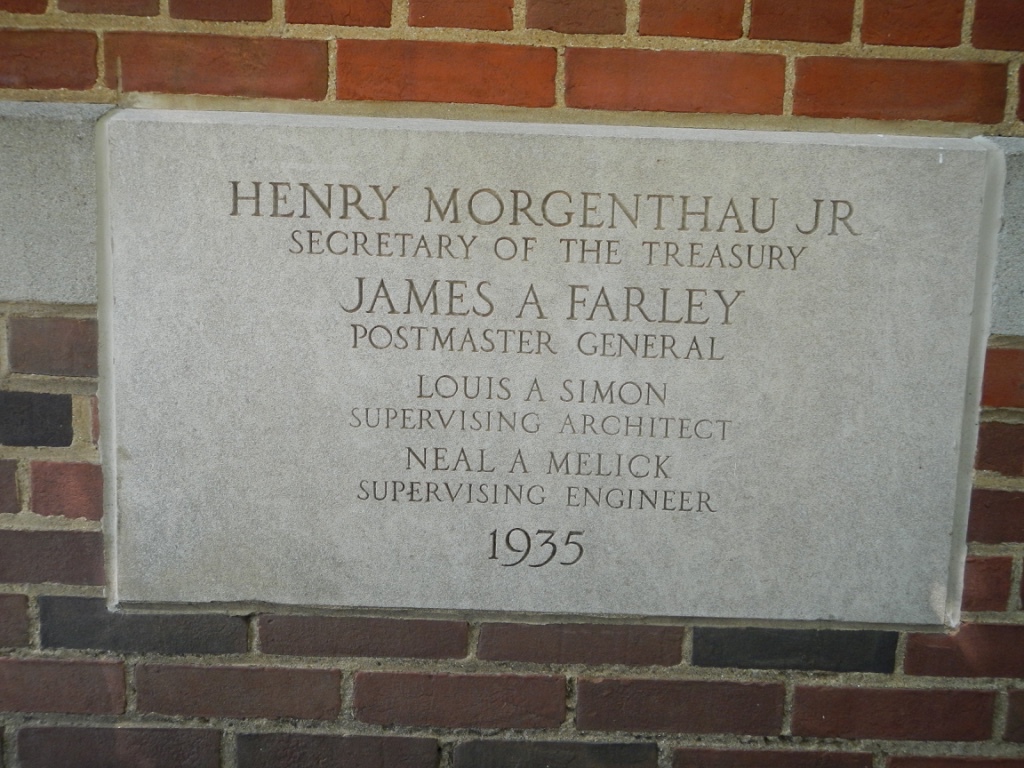 HENRY MORGENTHAU JR
SECRETARY OF THE TREASURY
JAMES A FARLEY
POSTMASTER GENERAL
LOUIS A SIMON
SUPERVISING ARCHITECT
NEAL A MELICK
SUPERVISING ENGINEER
1935